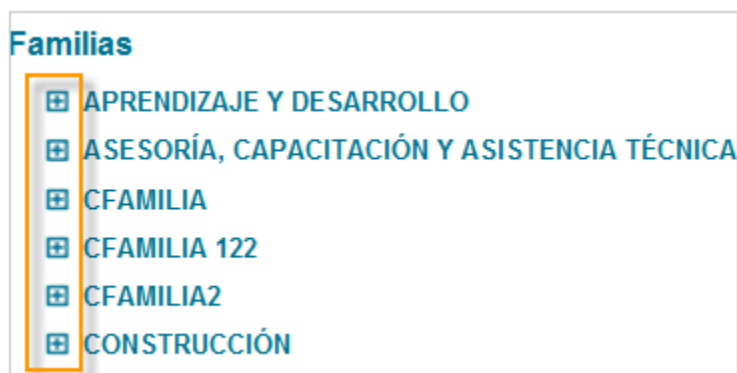 Familias
APRENDIZAJE Y DESARROLLO
ASESORÍA, CAPACITACIÓN Y ASISTENCIA TÉCNICA
CFAMILIA
CFAMILIA 122
CFAMILIA2
CONSTRUCCIÓN